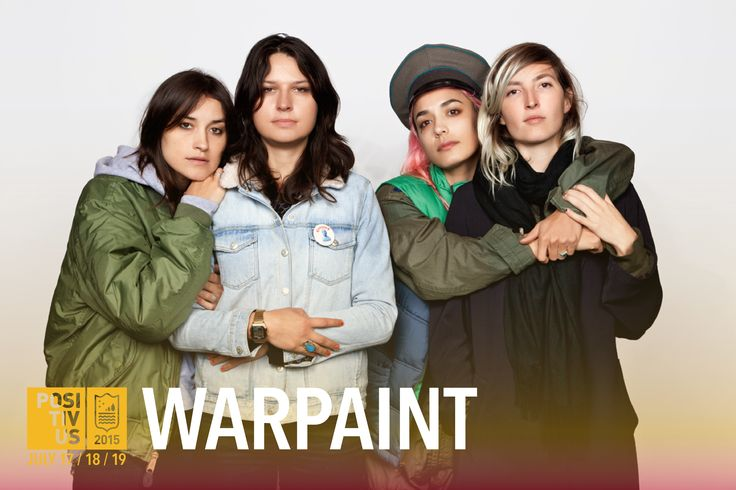 POSI
TIV
US
2015
JULY 17 / 18 / 19
WARPAINT